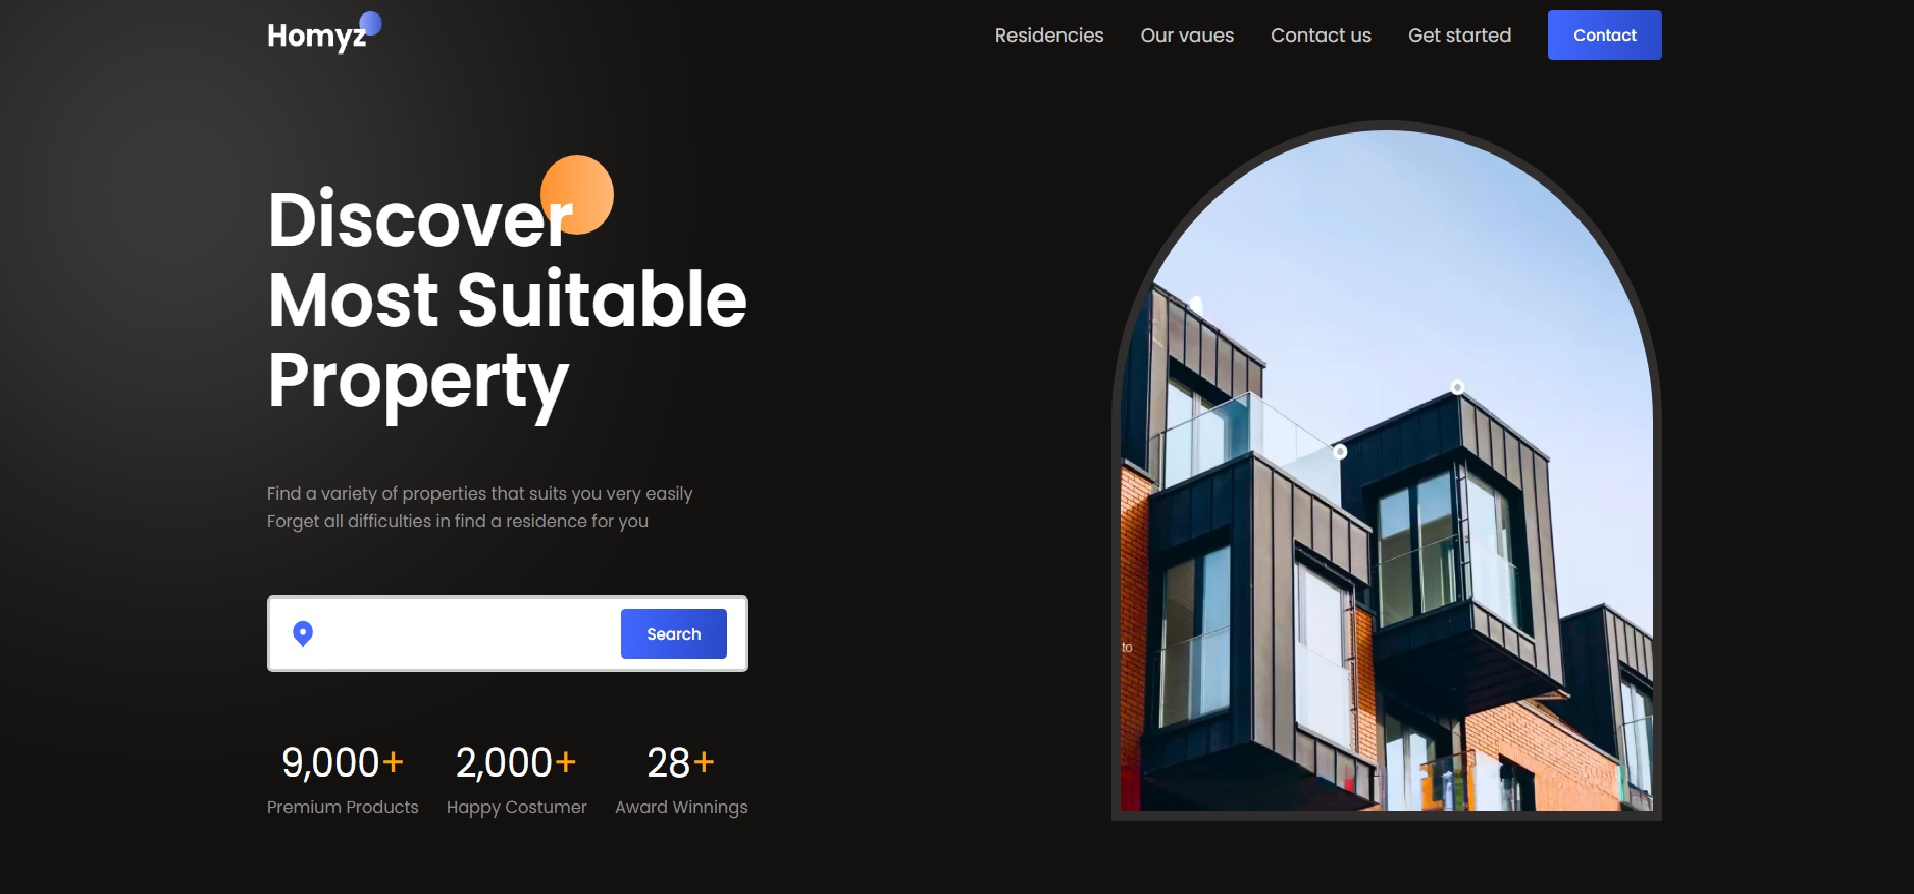 Homyz
Residencies
Our vaues
Contact us
Get started
Contact
Discover
Most Suitable
Property
Find a variety of properties that suits you very easily
Forget all difficulties in find a residence for you
Search
9,000+
2,000+
28+
Premium Products
Happy Costumer
Award Winnings
to